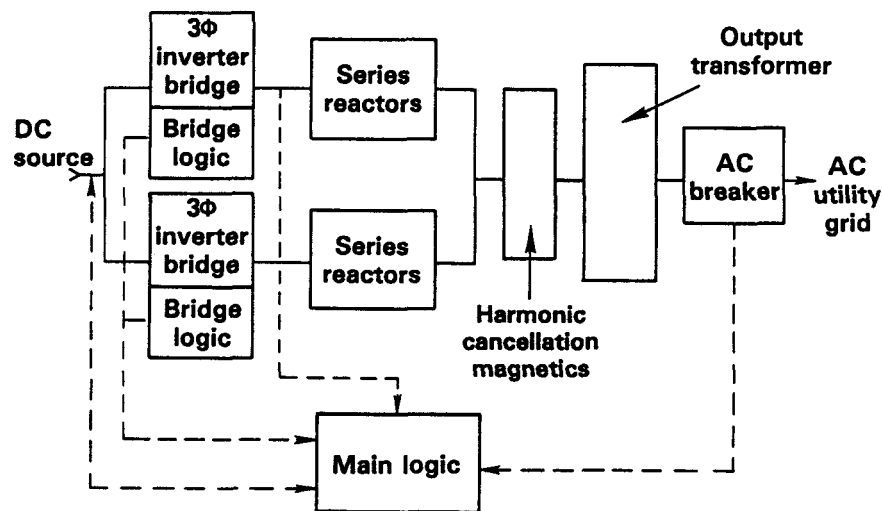 3Φ
inverter
bridge
Bridge
logic
DC
source
3Φ
inverter
bridge
Bridge
logic
Series
reactors
Series
reactors
Harmonic
cancellation
magnetics
Output
transformer
AC
breaker
AC
utility
grid
Main logic